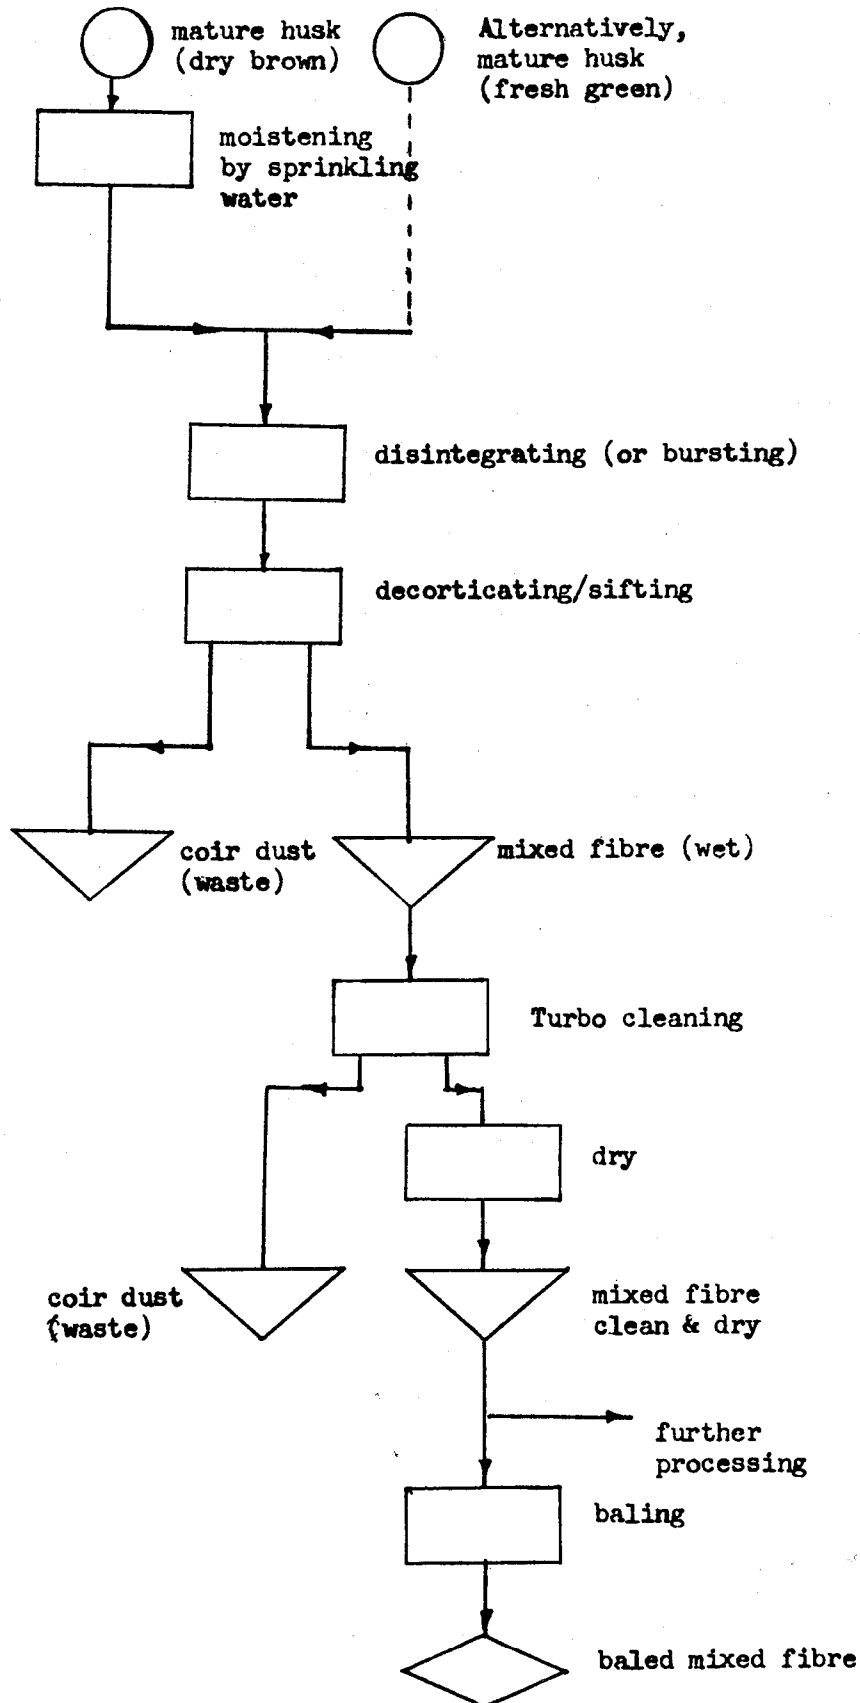 mature husk
(dry brown)
Alternatively,
mature husk
(fresh green)
moistening
by sprinkling
water
disintegrating (or bursting)
decorticating/sifting
coir dust
(waste)
mixed fibre (wet)
Turbo cleaning
dry
coir dust
(waste)
mixed fibre
clean & dry
further
processing
baling
baled mixed fibre